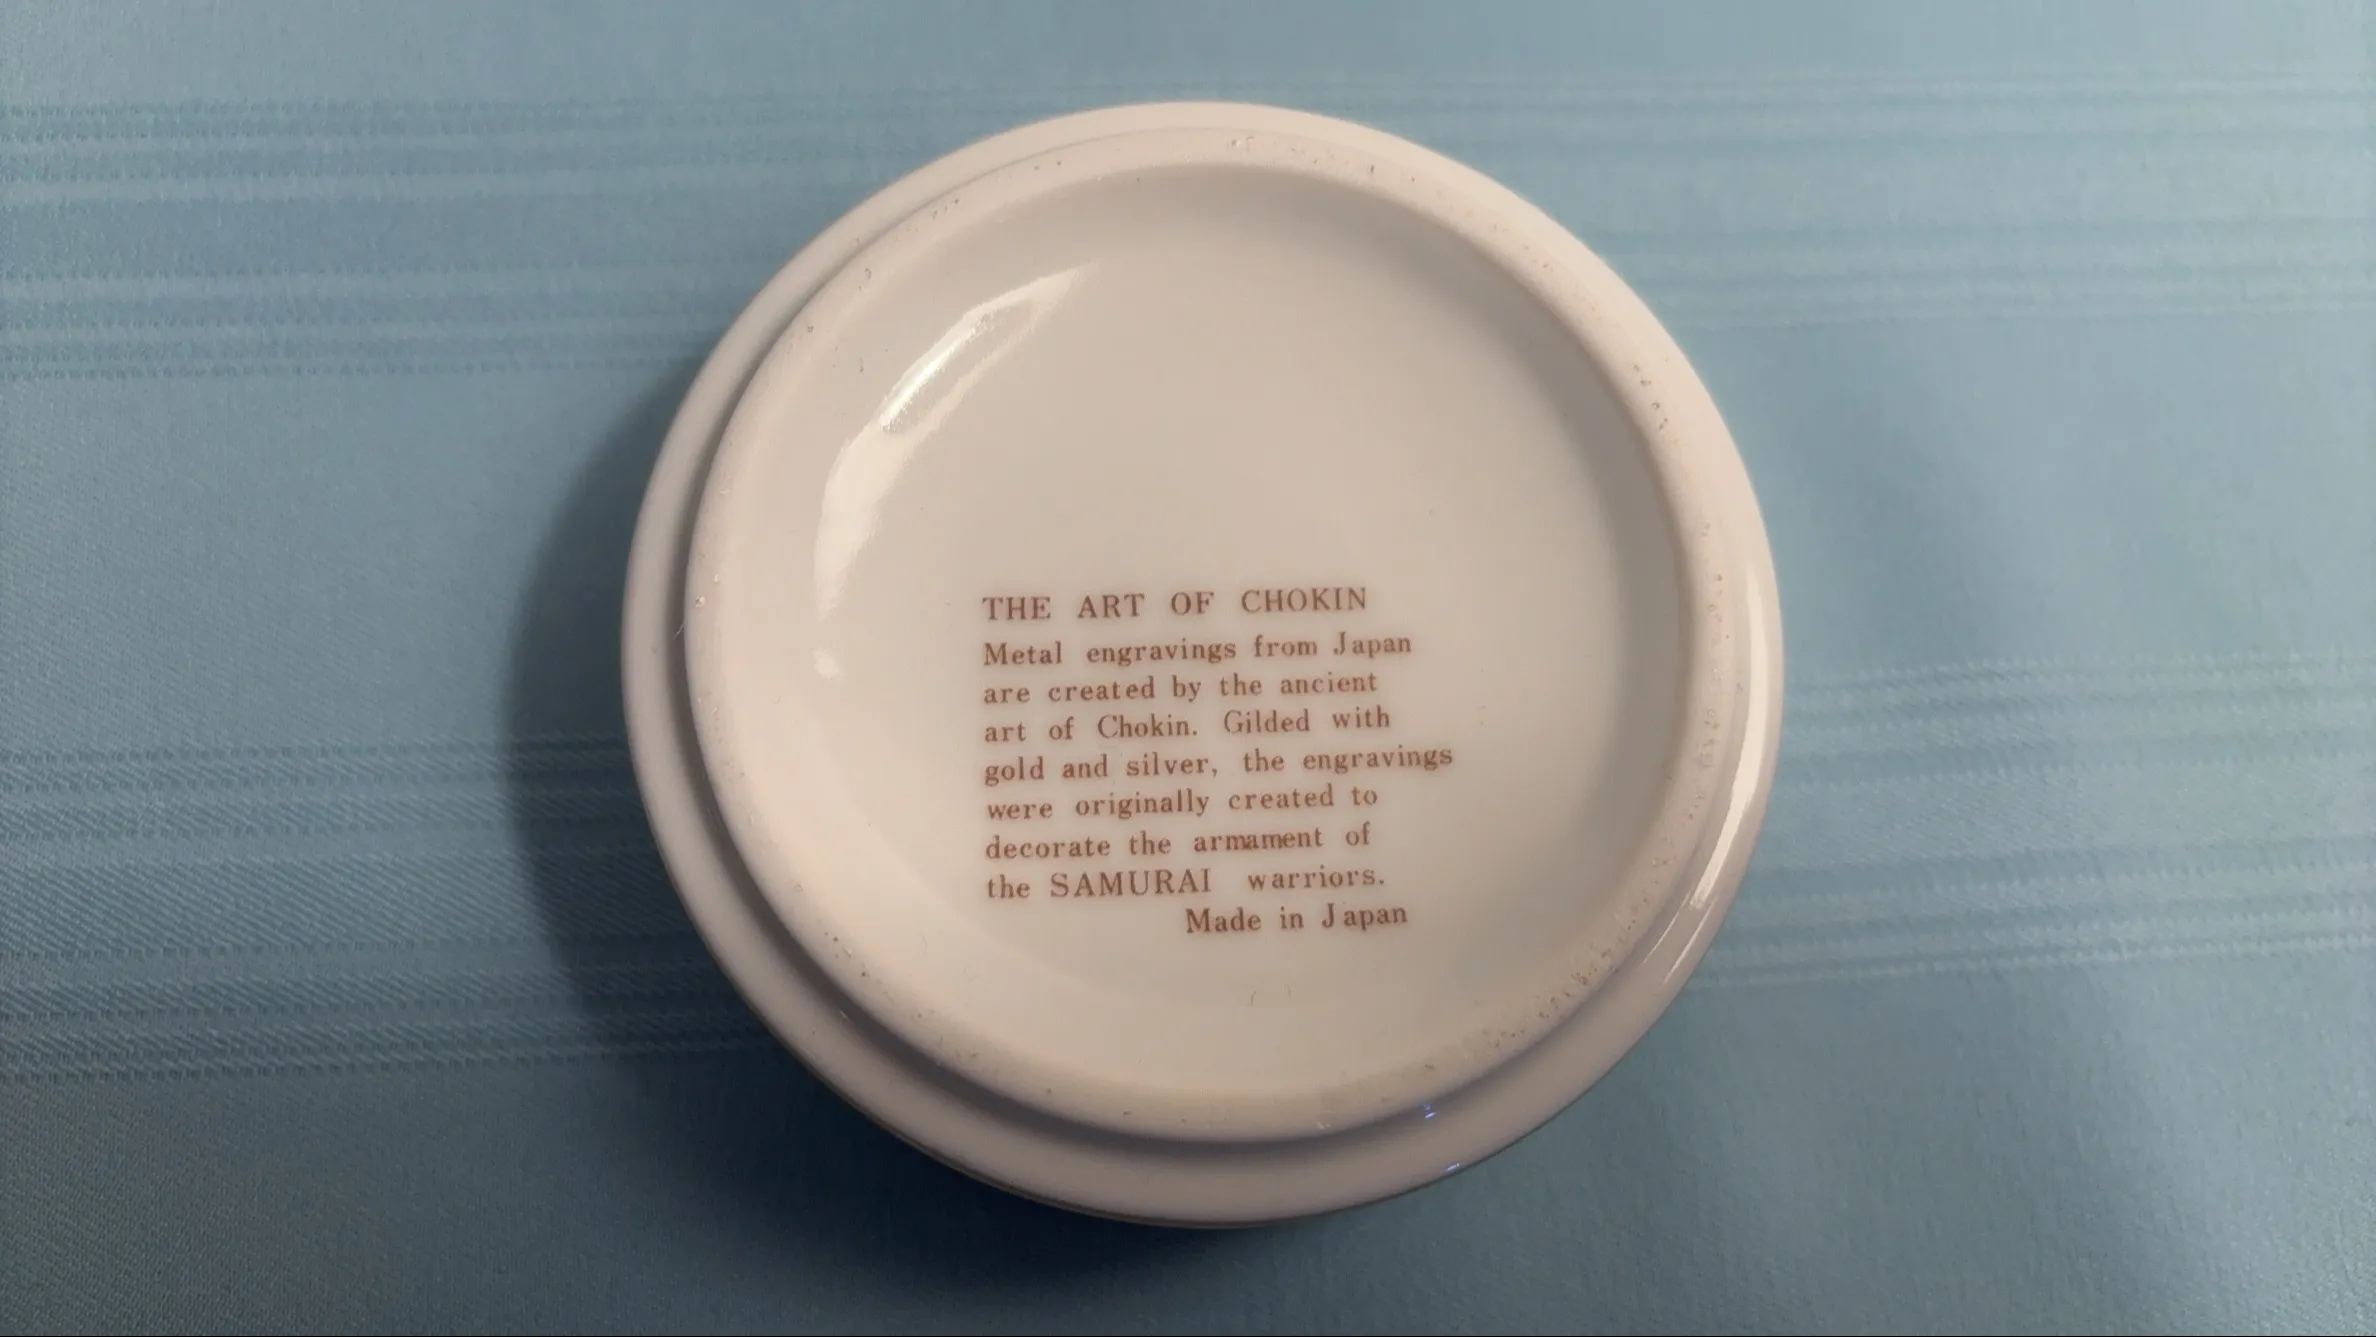 THE ART OF CHOKIN
Metal engravings from Japan
are created by the ancient
art of Chokin. Gilded with
gold and silver, the engravings
were originally created to
decorate the armament of
the SAMURAI warriors.
Made in Japan